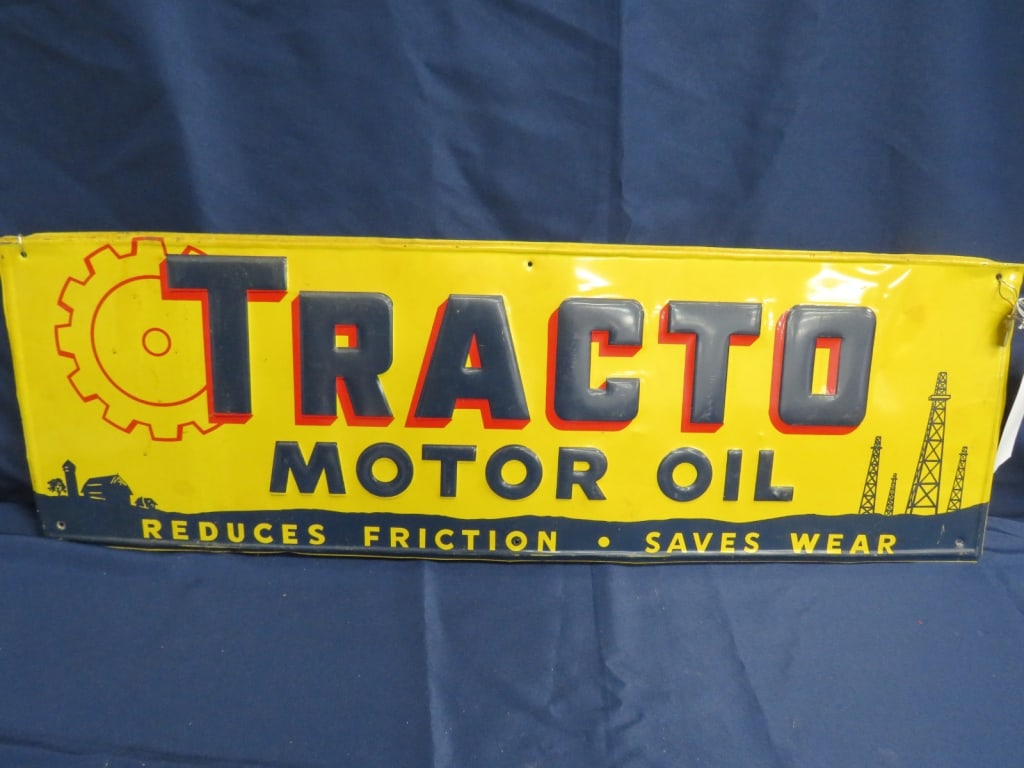 TRACTO
MOTOR OIL
REDUCES FRICTION • SAVES WEAR